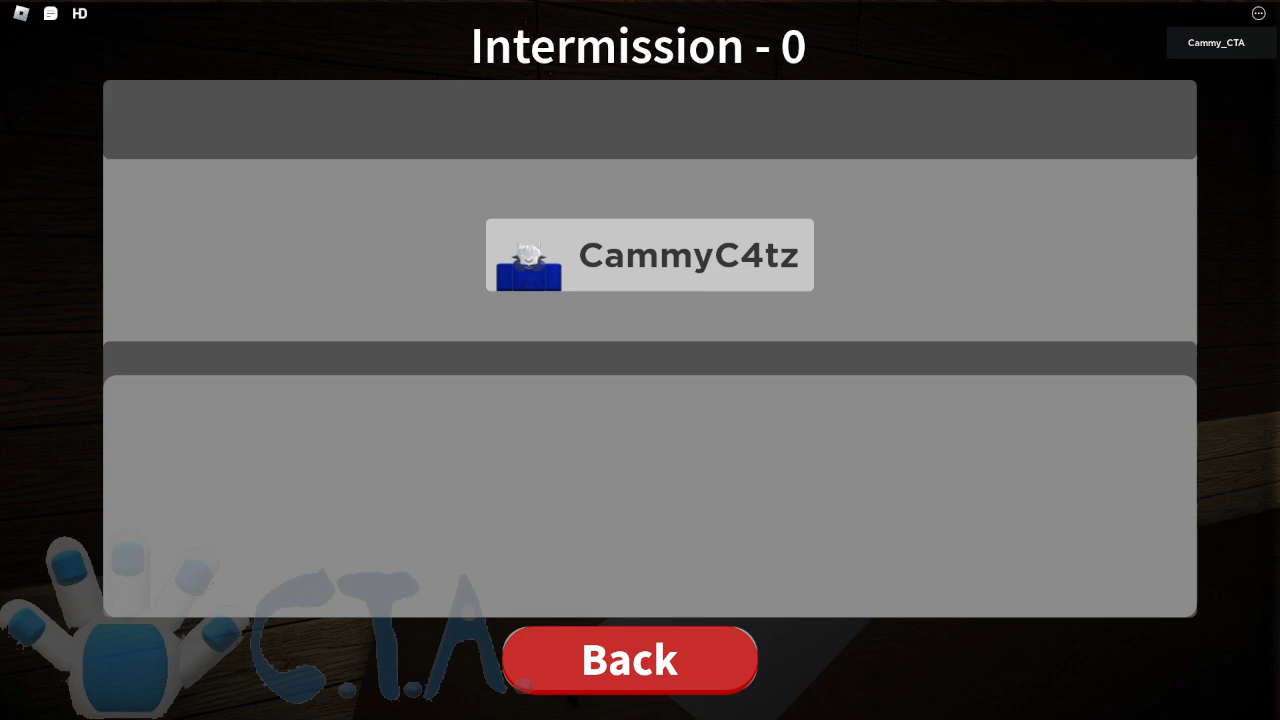 HD
Intermission - 0
Cammy_CTA
CammyC4tz
C.T.A.
Back